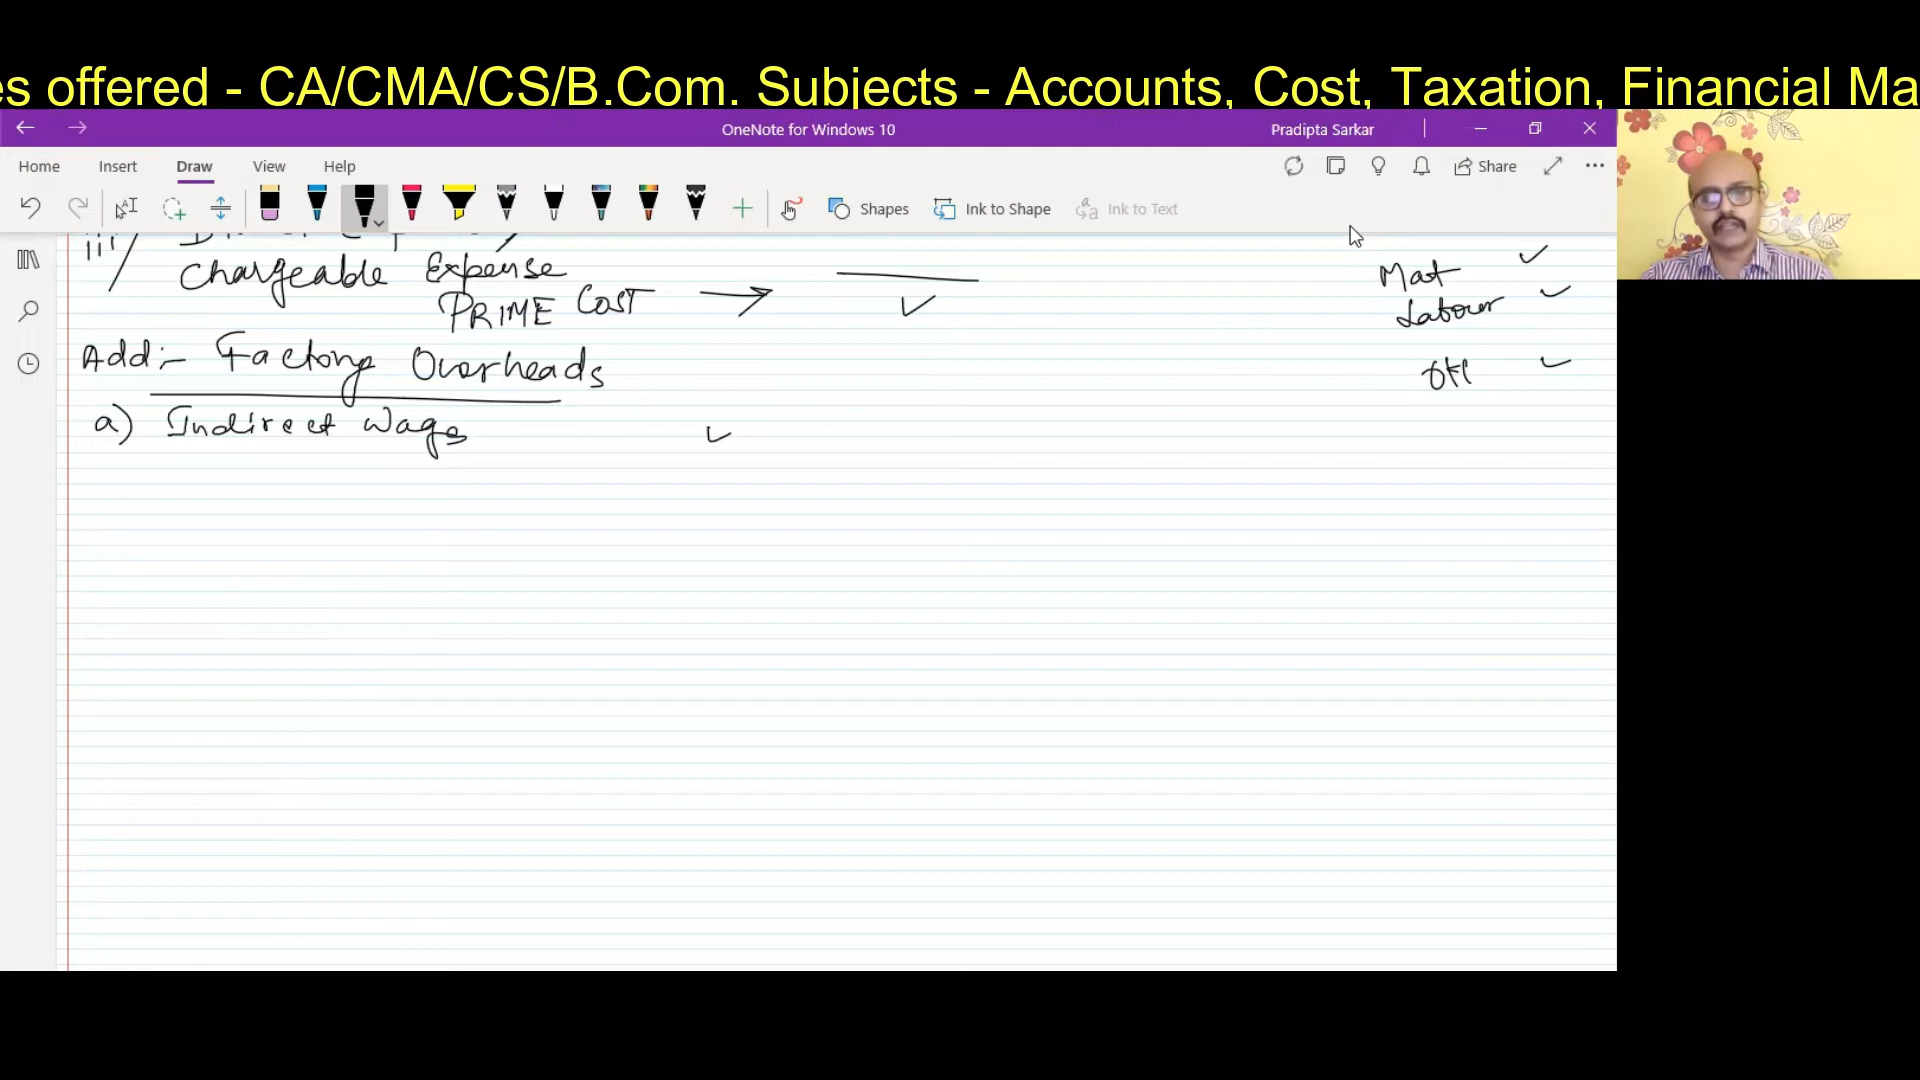 es offered - CA/CMA/CS/B.Com. Subjects - Accounts, Cost, Taxation, Financial Ma
OneNote for Windows 10
Pradipta Sarkar
Home Insert Draw View Help
Share
Shapes Ink to Shape Ink to Text
iii/
Chargeable Expense
PRIME COST →
Add:- Factory Overheads
a) Indirect Wages
Mat
Labour